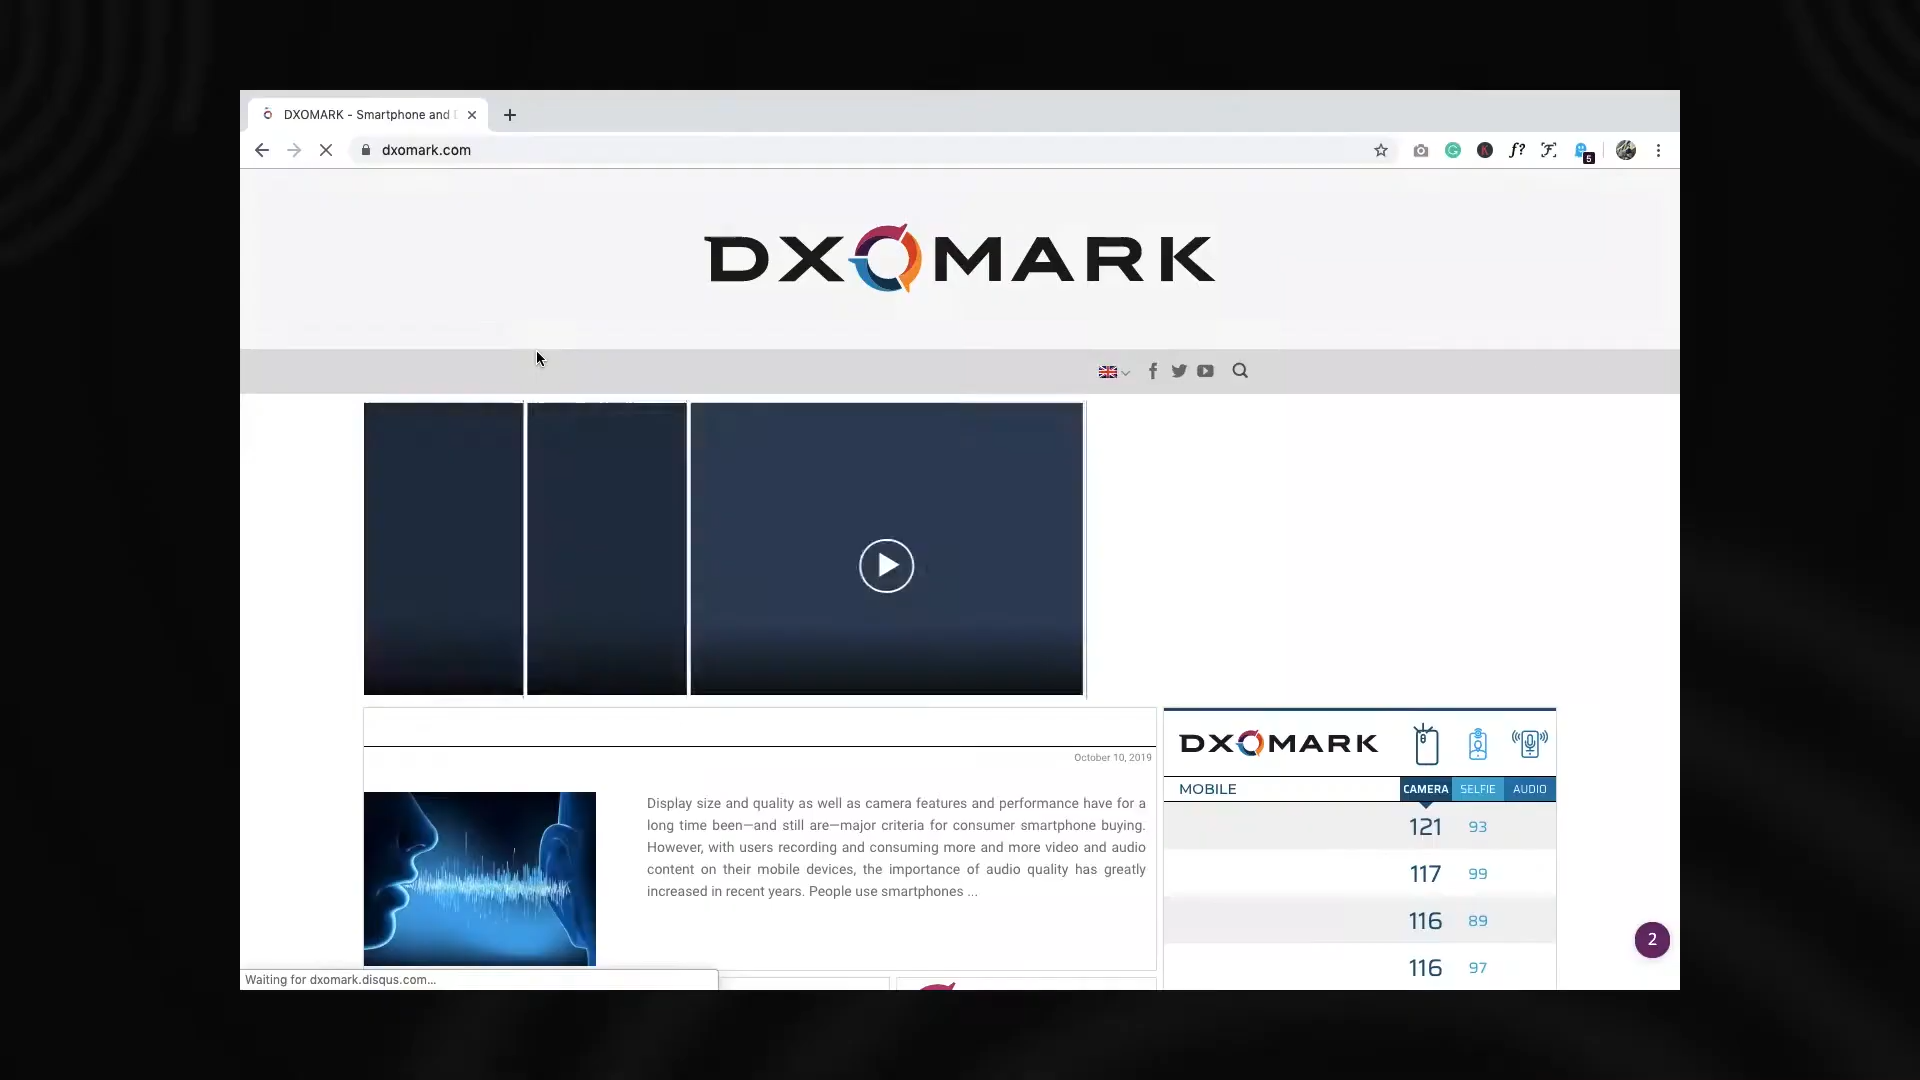 DXOMARK - Smartphone and
dxomark.com
f?
5
DXOMARK
October 10, 2019
Display size and quality as well as camera features and performance have for a
long time been—and still are—major criteria for consumer smartphone buying.
However, with users recording and consuming more and more video and audio
content on their mobile devices, the importance of audio quality has greatly
increased in recent years. People use smartphones ...
DXOMARK
MOBILE CAMERA SELFIE AUDIO
121 93
117 99
116 89
116 97
2
Waiting for dxomark.disqus.com...